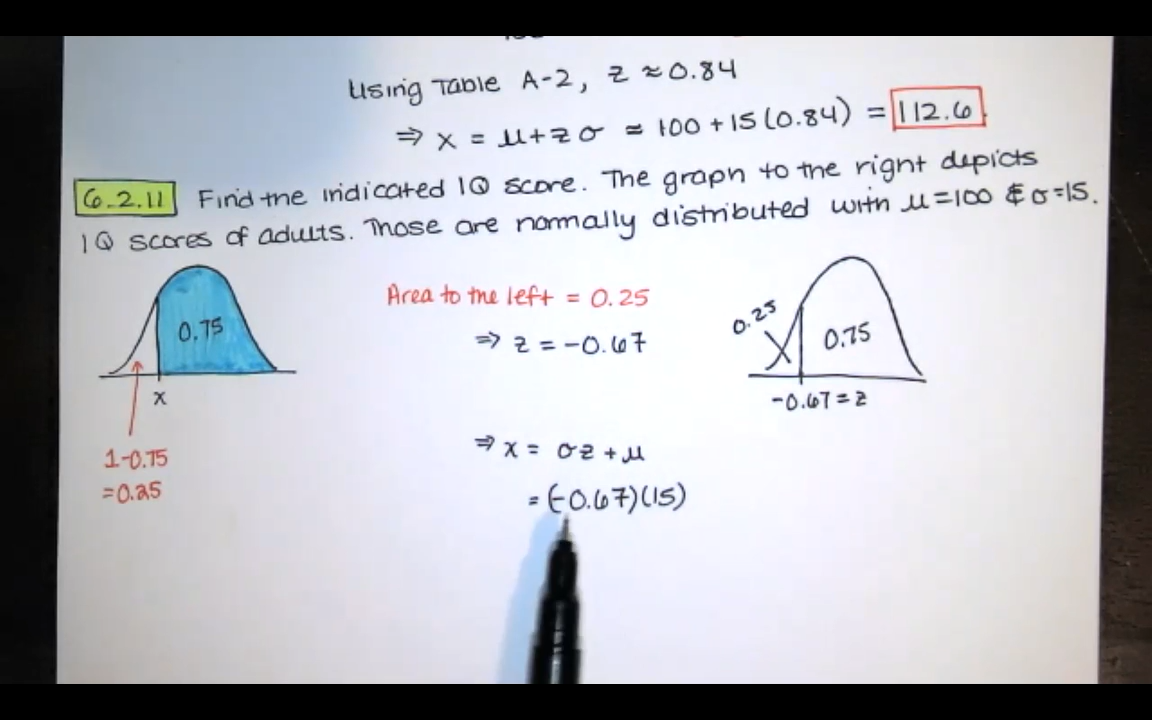 Using Table A-2, z ≈ 0.84
⇒ x = μ+zσ ≈ 100 + 15(0.84) = 112.6
6.2.11 Find the indicated IQ score. The graph to the right depicts
IQ scores of adults. Those are normally distributed with μ=100 & σ=15.
0.75
x
1-0.75
=0.25
Area to the left = 0.25
⇒ z = -0.67
0.25
0.75
-0.67=z
⇒ x = σz+μ
= (-0.67)(15)